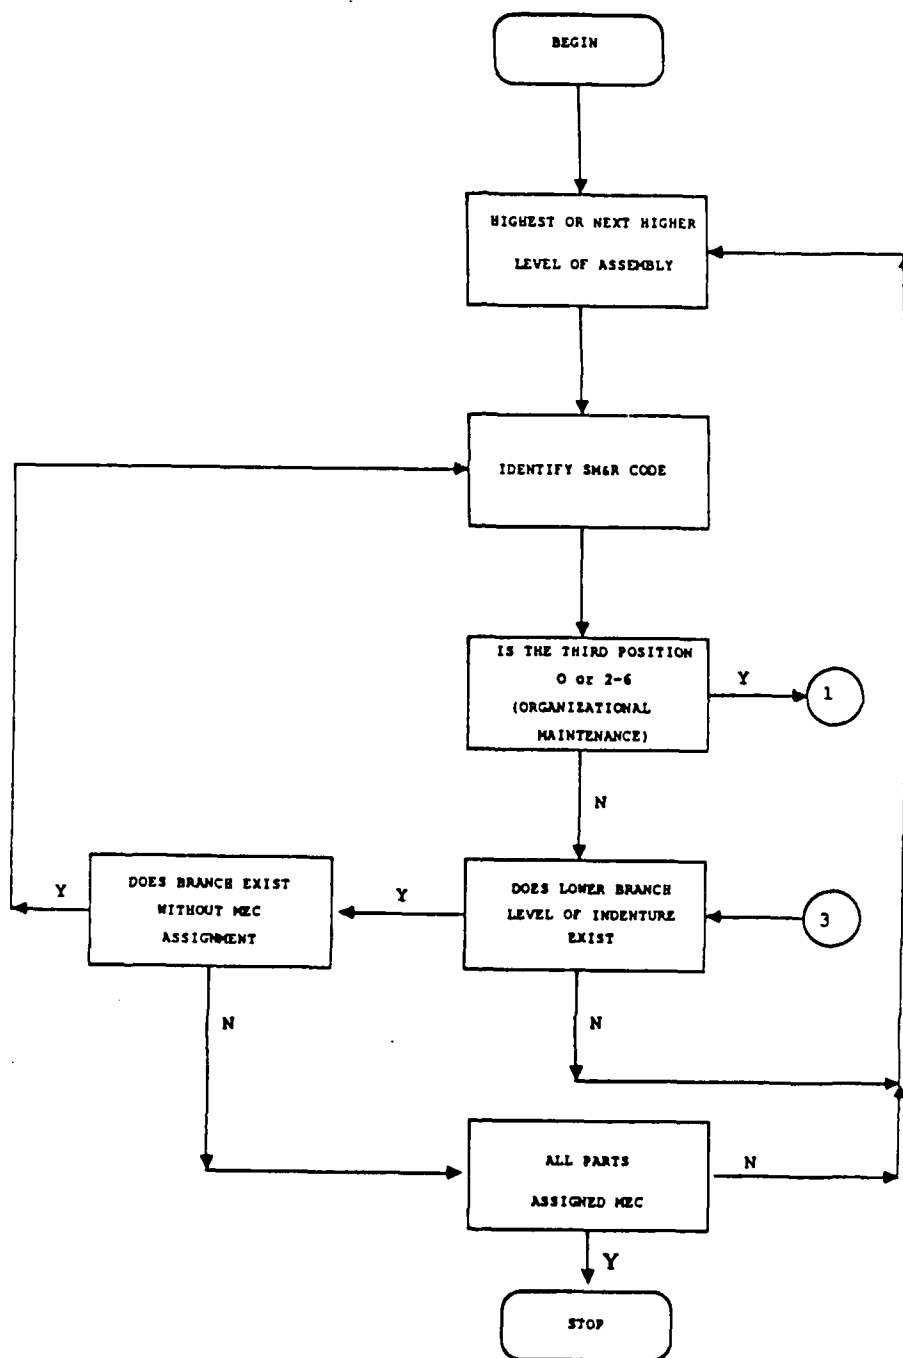 BEGIN
HIGHEST OR NEXT HIGHER
LEVEL OF ASSEMBLY
IDENTIFY SM&R CODE
IS THE THIRD POSITION
O or 2-6
(ORGANIZATIONAL
MAINTENANCE)
Y
1
N
DOES BRANCH EXIST
WITHOUT MEC
ASSIGNMENT
Y
Y
DOES LOWER BRANCH
LEVEL OF INDENTURE
EXIST
3
N
N
ALL PARTS
ASSIGNED MEC
N
Y
STOP